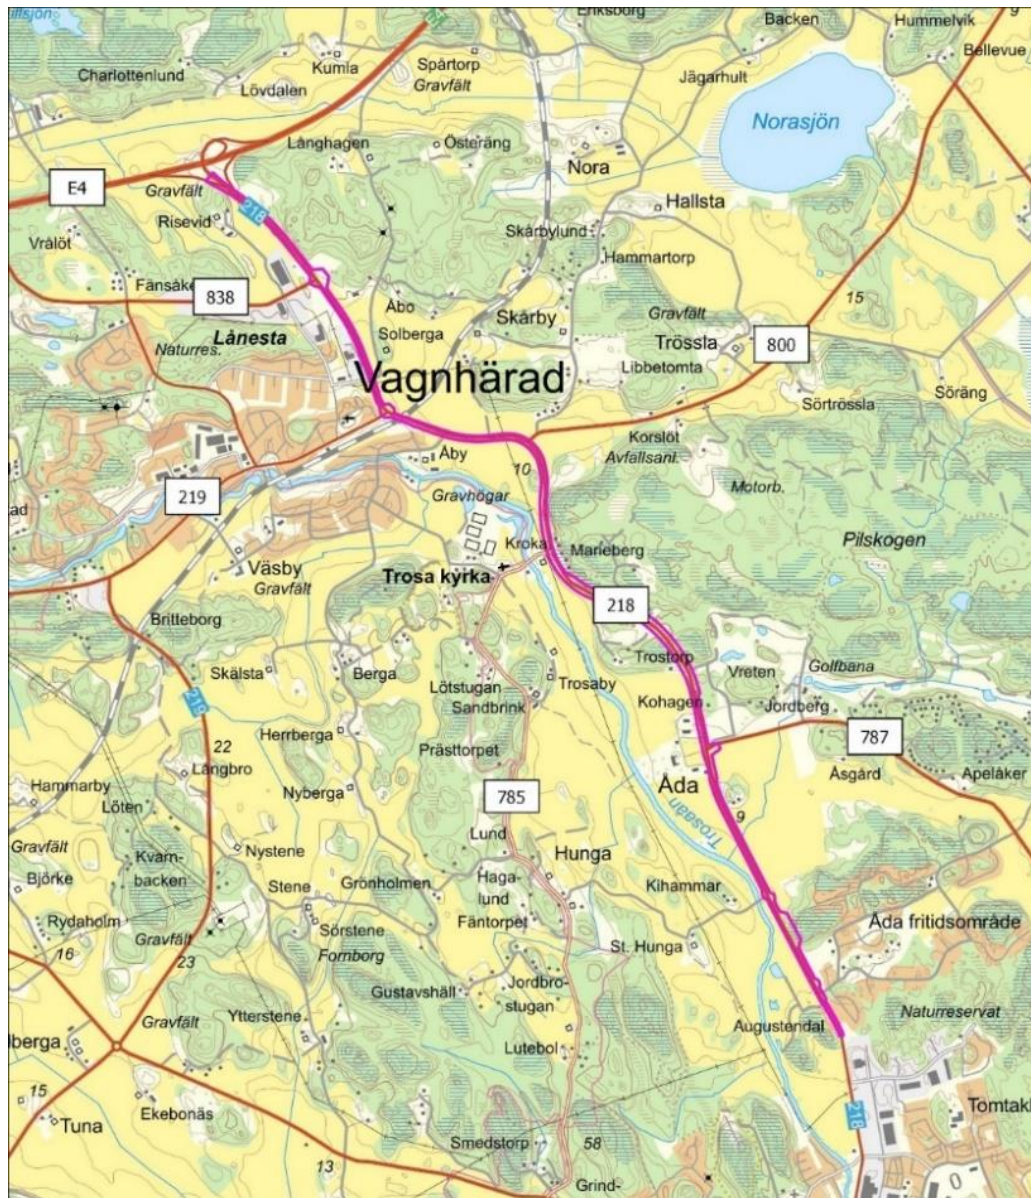 Eriksborg
Backen
Hummelvik
9
Bellevue
Kumla
Spårtorp
Gravfält
Charlottenlund
Lövdalen
Jägarhult
Norasjön
Långhagen
Österäng
Nora
E4
Gravfält
218
Risevid
Hallsta
Vrålöt
Skårbylund
Hammartorp
838
Åbo
Solberga
Skårby
15
Gravfält
Trössla
800
Lånesta
Naturres.
Vagnhärad
Libbetomta
Sörtrössla
Söräng
Korslöt
Avfallsanl.
Åby
10
219
Gravhögar
Motorb.
Pilskogen
Väsby
Gravfält
Kroka
Marieberg
Trosa kyrka
218
Britteborg
Skälsta
Berga
Lötstugan
Sandbrink
Trosaby
Trostorp
Vreten
Golfbana
Kohagen
Jordberg
219
22
Långbro
Herrberga
Prästtorpet
787
Åsgård
Apelåker
Hammarby
Löten
Nyberga
785
Åda
Trosaån
9
Gravfält
Björke
Kvarn-
backen
Nystene
Lund
Hunga
Stene
Grönholmen
Haga-
lund
Kihammar
Rydaholm
Sörstene
Fäntorpet
Åda fritidsområde
Gravfält
16
23
Fornborg
St. Hunga
Gustavshäll
Jordbro-
stugan
Naturreservat
Gravfält
Ytterstene
Augustendal
Lutebol
15
Tuna
Ekebonäs
218
Smedstorp
58
13
Grind-